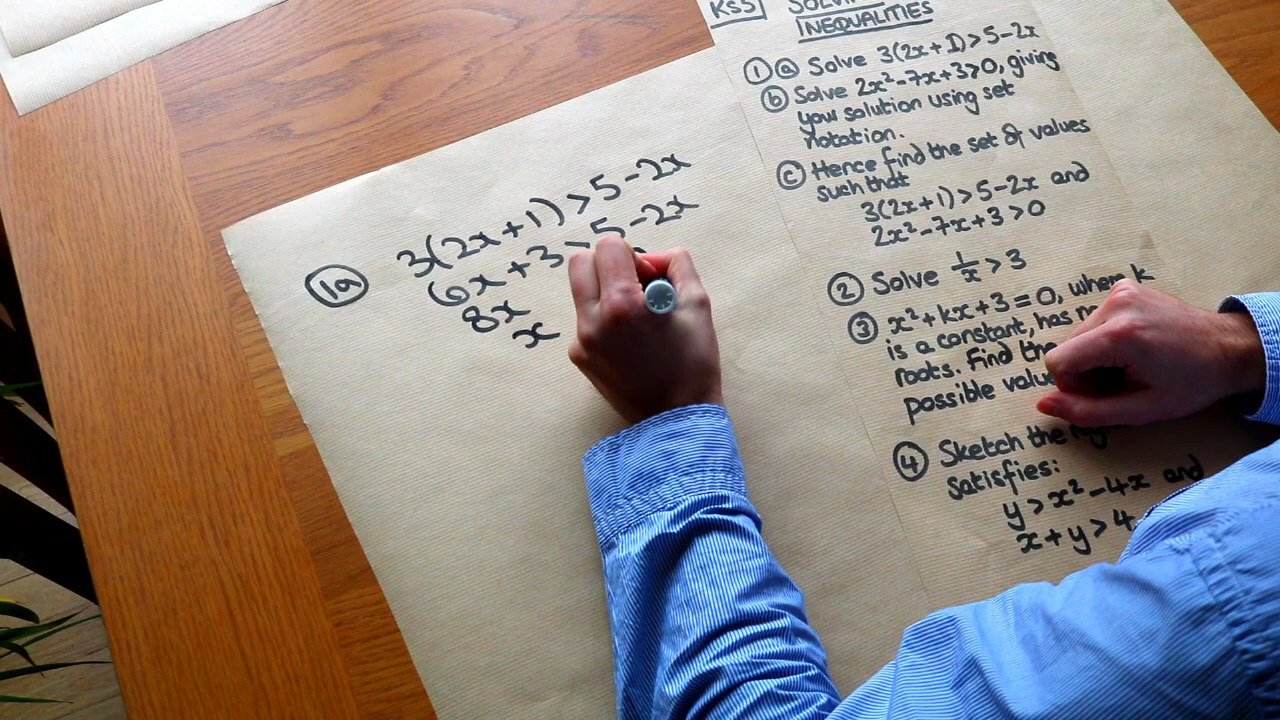 KS5
INEQUALITIES
① ⓐ Solve 3(2x+1)>5-2x
ⓑ Solve 2x²-7x+3>0, giving
your solution using set
notation.
ⓒ Hence find the set of values
such that
3(2x+1)>5-2x and
2x²-7x+3>0
② Solve 1/x>3
③ x²+kx+3=0, where k
is a constant, has
roots. Find the
possible
④ Sketch the
satisfies:
y>x²-4x and
x+y>4
1a
3(2x+1)>5-2x
6x+3>5-2x
8x
x